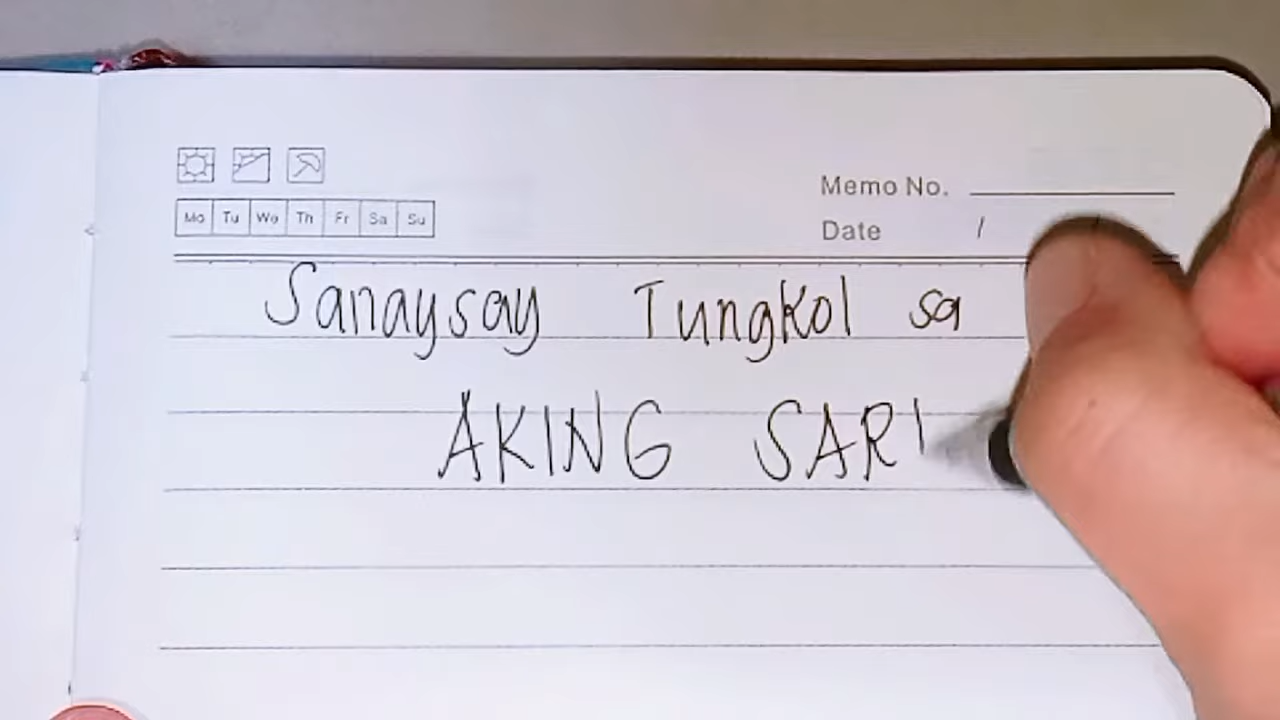 Memo No.
Mo Tu We Th Fr Sa Su
Date /
Sanaysay Tungkol sa
AKING SARI